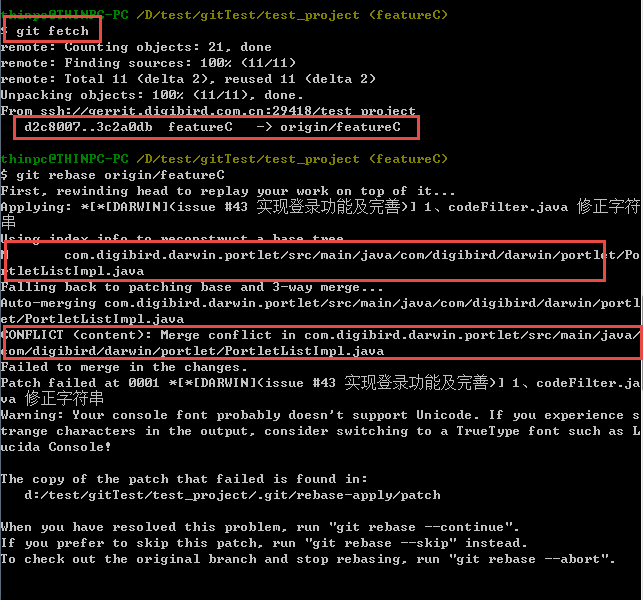 thinpc@THINPC-PC /D/test/gitTest/test_project (featureC)
$ git fetch
remote: Counting objects: 21, done
remote: Finding sources: 100% (11/11)
remote: Total 11 (delta 2), reused 11 (delta 2)
Unpacking objects: 100% (11/11), done.
From ssh://gerrit.digibird.com.cn:29418/test_project
   d2c8007..3c2a0db  featureC   -> origin/featureC
thinpc@THINPC-PC /D/test/gitTest/test_project (featureC)
$ git rebase origin/featureC
First, rewinding head to replay your work on top of it...
Applying: *[*[DARWIN](issue #43 实现登录功能及完善)] 1、codeFilter.java 修正字符
串
Using index info to reconstruct a base tree
M       com.digibird.darwin.portlet/src/main/java/com/digibird/darwin/portlet/Po
rtletListImpl.java
Falling back to patching base and 3-way merge...
Auto-merging com.digibird.darwin.portlet/src/main/java/com/digibird/darwin/portl
et/PortletListImpl.java
CONFLICT (content): Merge conflict in com.digibird.darwin.portlet/src/main/java/
com/digibird/darwin/portlet/PortletListImpl.java
Failed to merge in the changes.
Patch failed at 0001 *[*[DARWIN](issue #43 实现登录功能及完善)] 1、codeFilter.ja
va 修正字符串
Warning: Your console font probably doesn't support Unicode. If you experience s
trange characters in the output, consider switching to a TrueType font such as L
ucida Console!
The copy of the patch that failed is found in:
   d:/test/gitTest/test_project/.git/rebase-apply/patch
When you have resolved this problem, run "git rebase --continue".
If you prefer to skip this patch, run "git rebase --skip" instead.
To check out the original branch and stop rebasing, run "git rebase --abort".